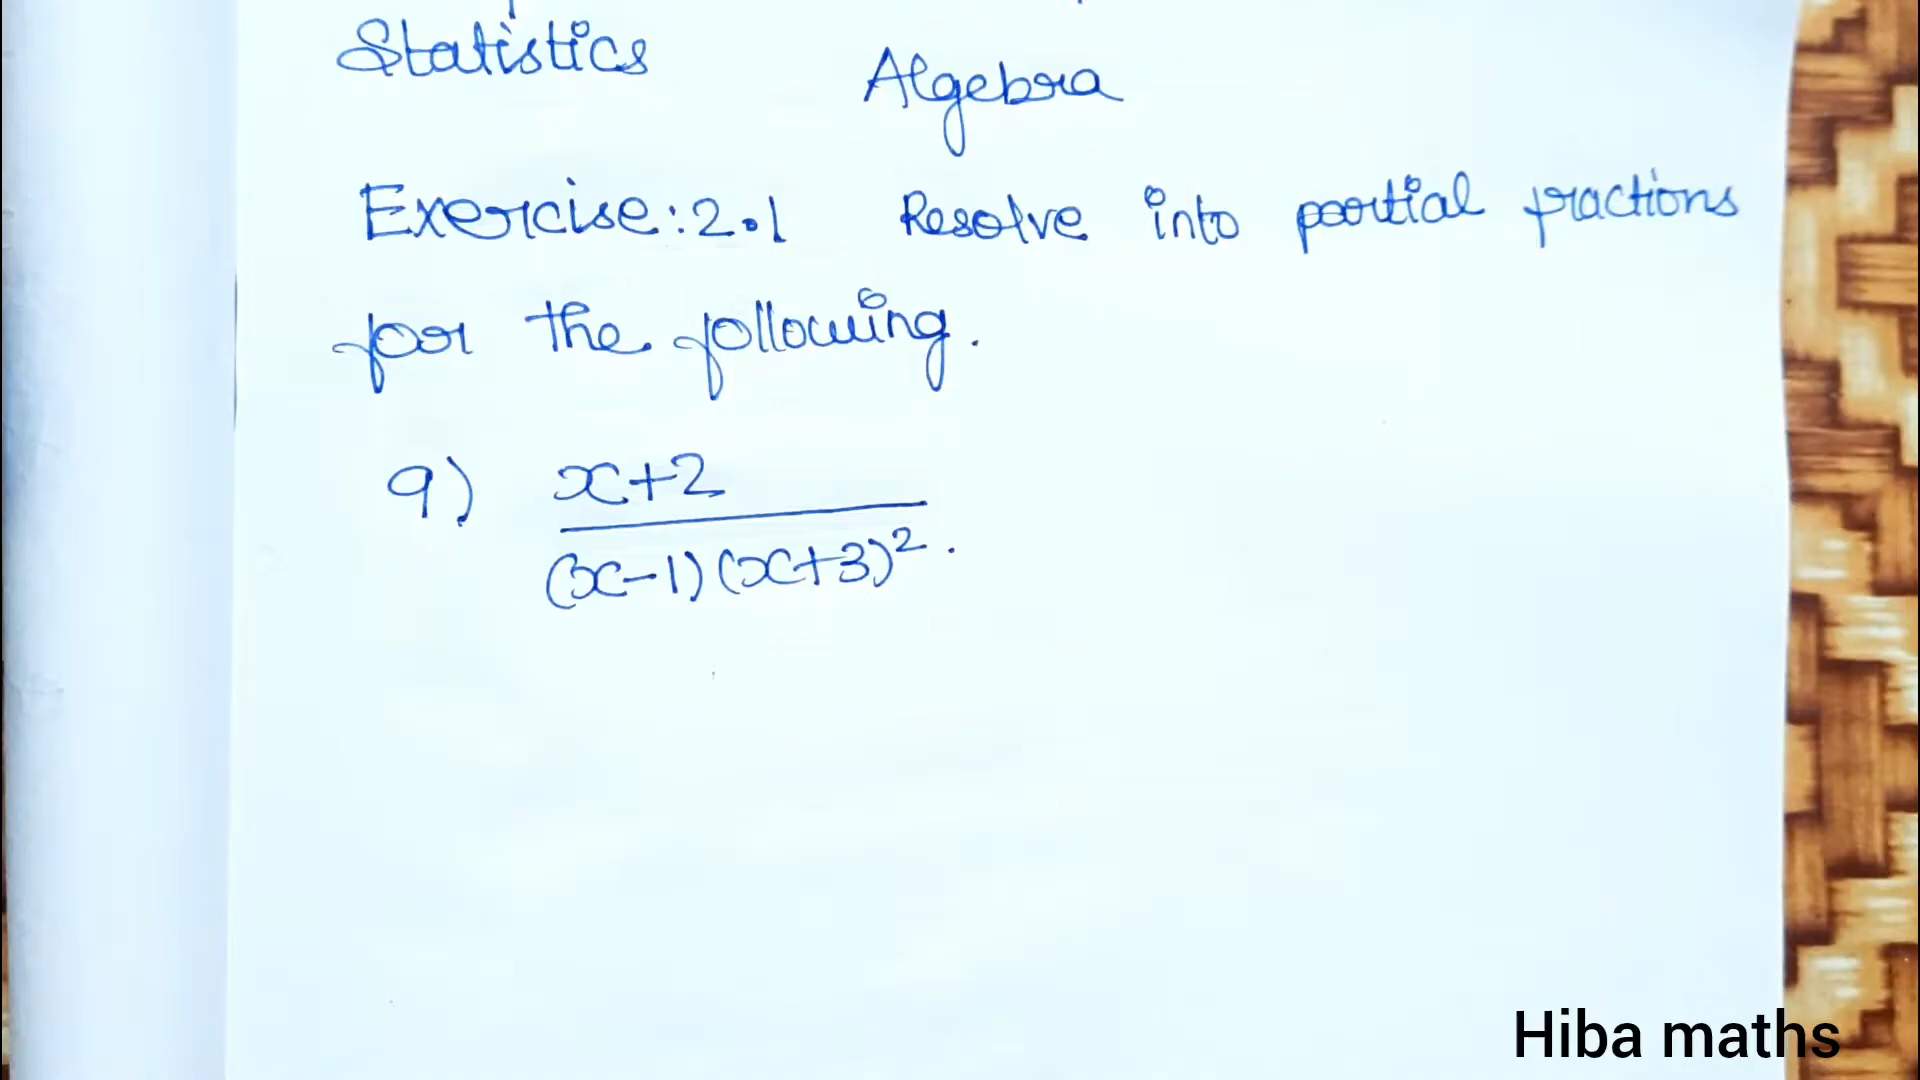 Statistics Algebra
Exercise: 2.1 Resolve into partial fractions
for the following.
9) x+2
(x-1)(x+3)².
Hiba maths